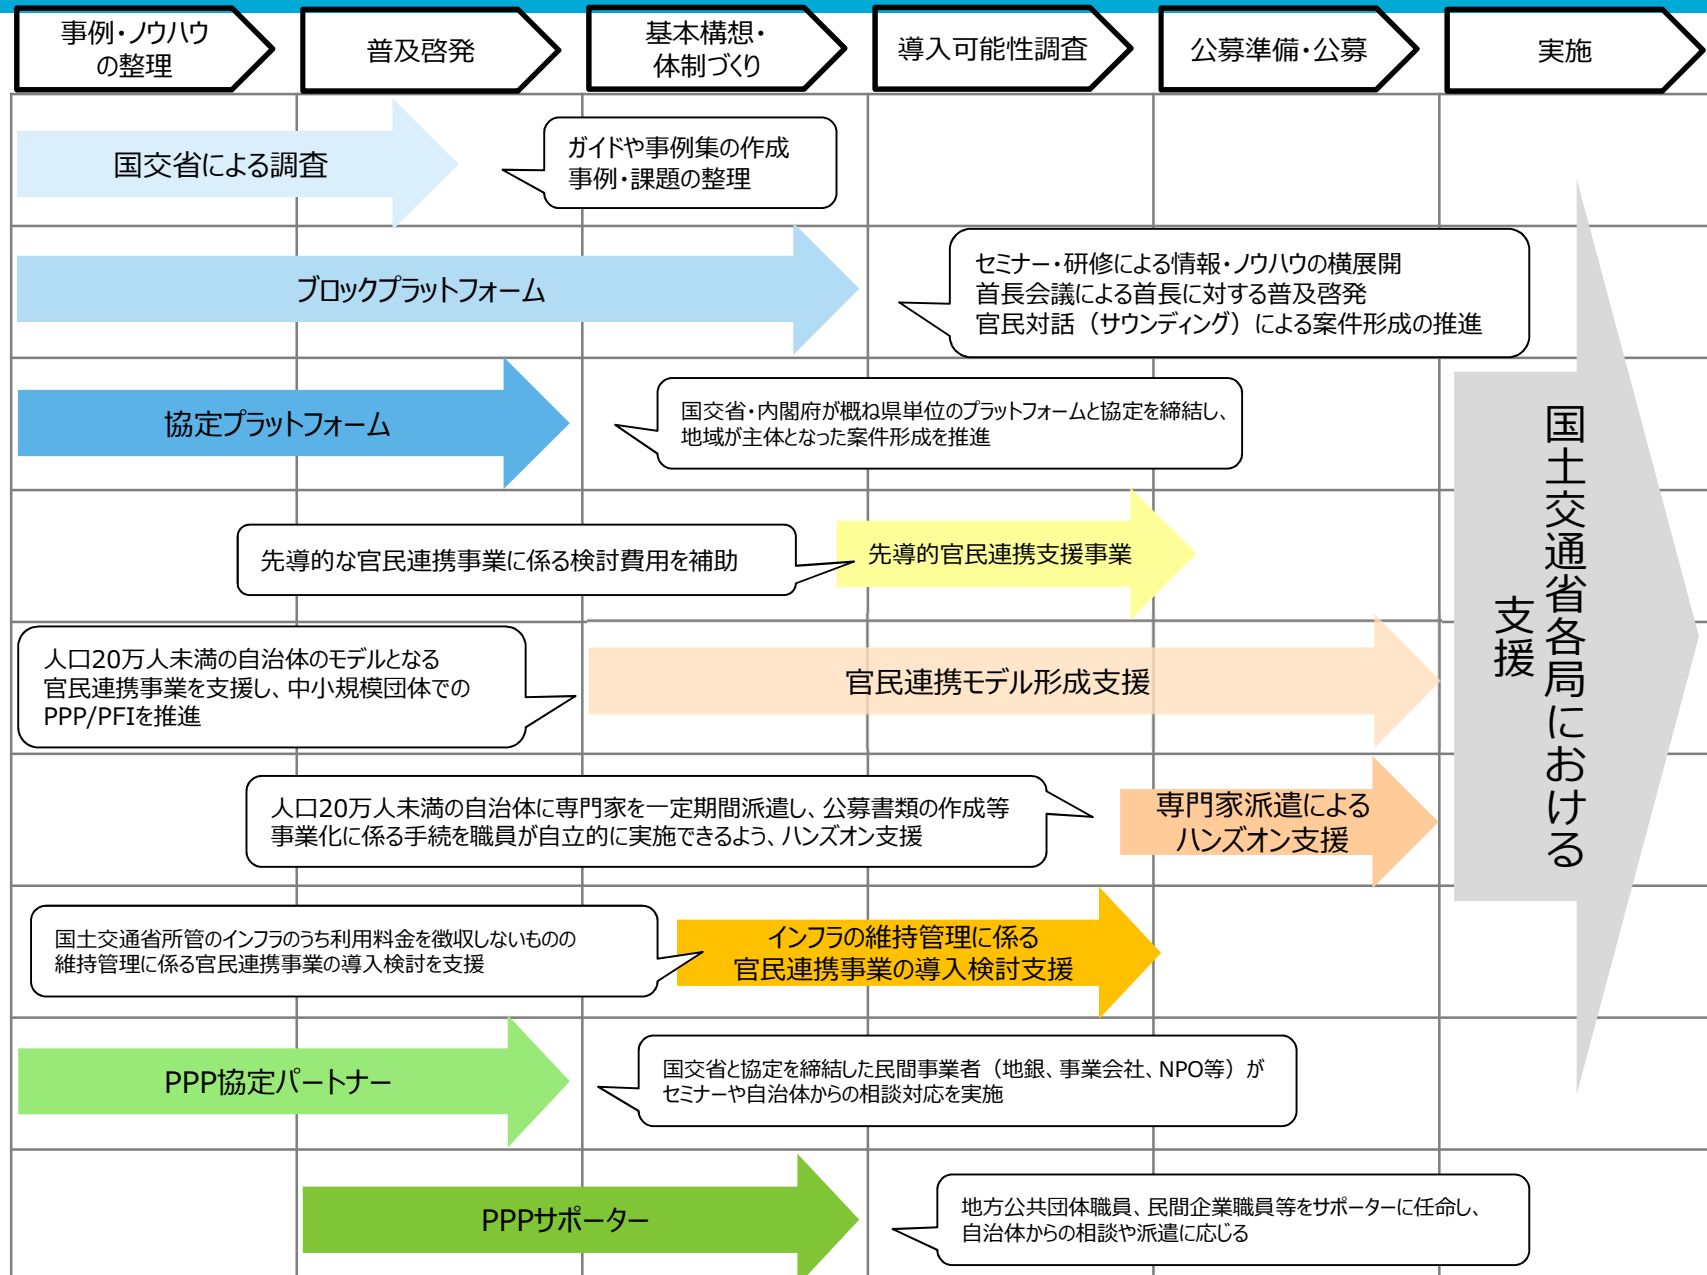 事例・ノウハウ
の整理
普及啓発
基本構想・
体制づくり
導入可能性調査
公募準備・公募
実施
国交省による調査
ガイドや事例集の作成
事例・課題の整理
ブロックプラットフォーム
セミナー・研修による情報・ノウハウの横展開
首長会議による首長に対する普及啓発
官民対話（サウンディング）による案件形成の推進
協定プラットフォーム
国交省・内閣府が概ね県単位のプラットフォームと協定を締結し、
地域が主体となった案件形成を推進
先導的な官民連携事業に係る検討費用を補助
先導的官民連携支援事業
人口20万人未満の自治体のモデルとなる
官民連携事業を支援し、中小規模団体での
PPP/PFIを推進
官民連携モデル形成支援
人口20万人未満の自治体に専門家を一定期間派遣し、公募書類の作成等
事業化に係る手続を職員が自立的に実施できるよう、ハンズオン支援
専門家派遣による
ハンズオン支援
国土交通省所管のインフラのうち利用料金を徴収しないものの
維持管理に係る官民連携事業の導入検討を支援
インフラの維持管理に係る
官民連携事業の導入検討支援
PPP協定パートナー
国交省と協定を締結した民間事業者（地銀、事業会社、NPO等）が
セミナーや自治体からの相談対応を実施
PPPサポーター
地方公共団体職員、民間企業職員等をサポーターに任命し、
自治体からの相談や派遣に応じる
国土交通省各局における
支援